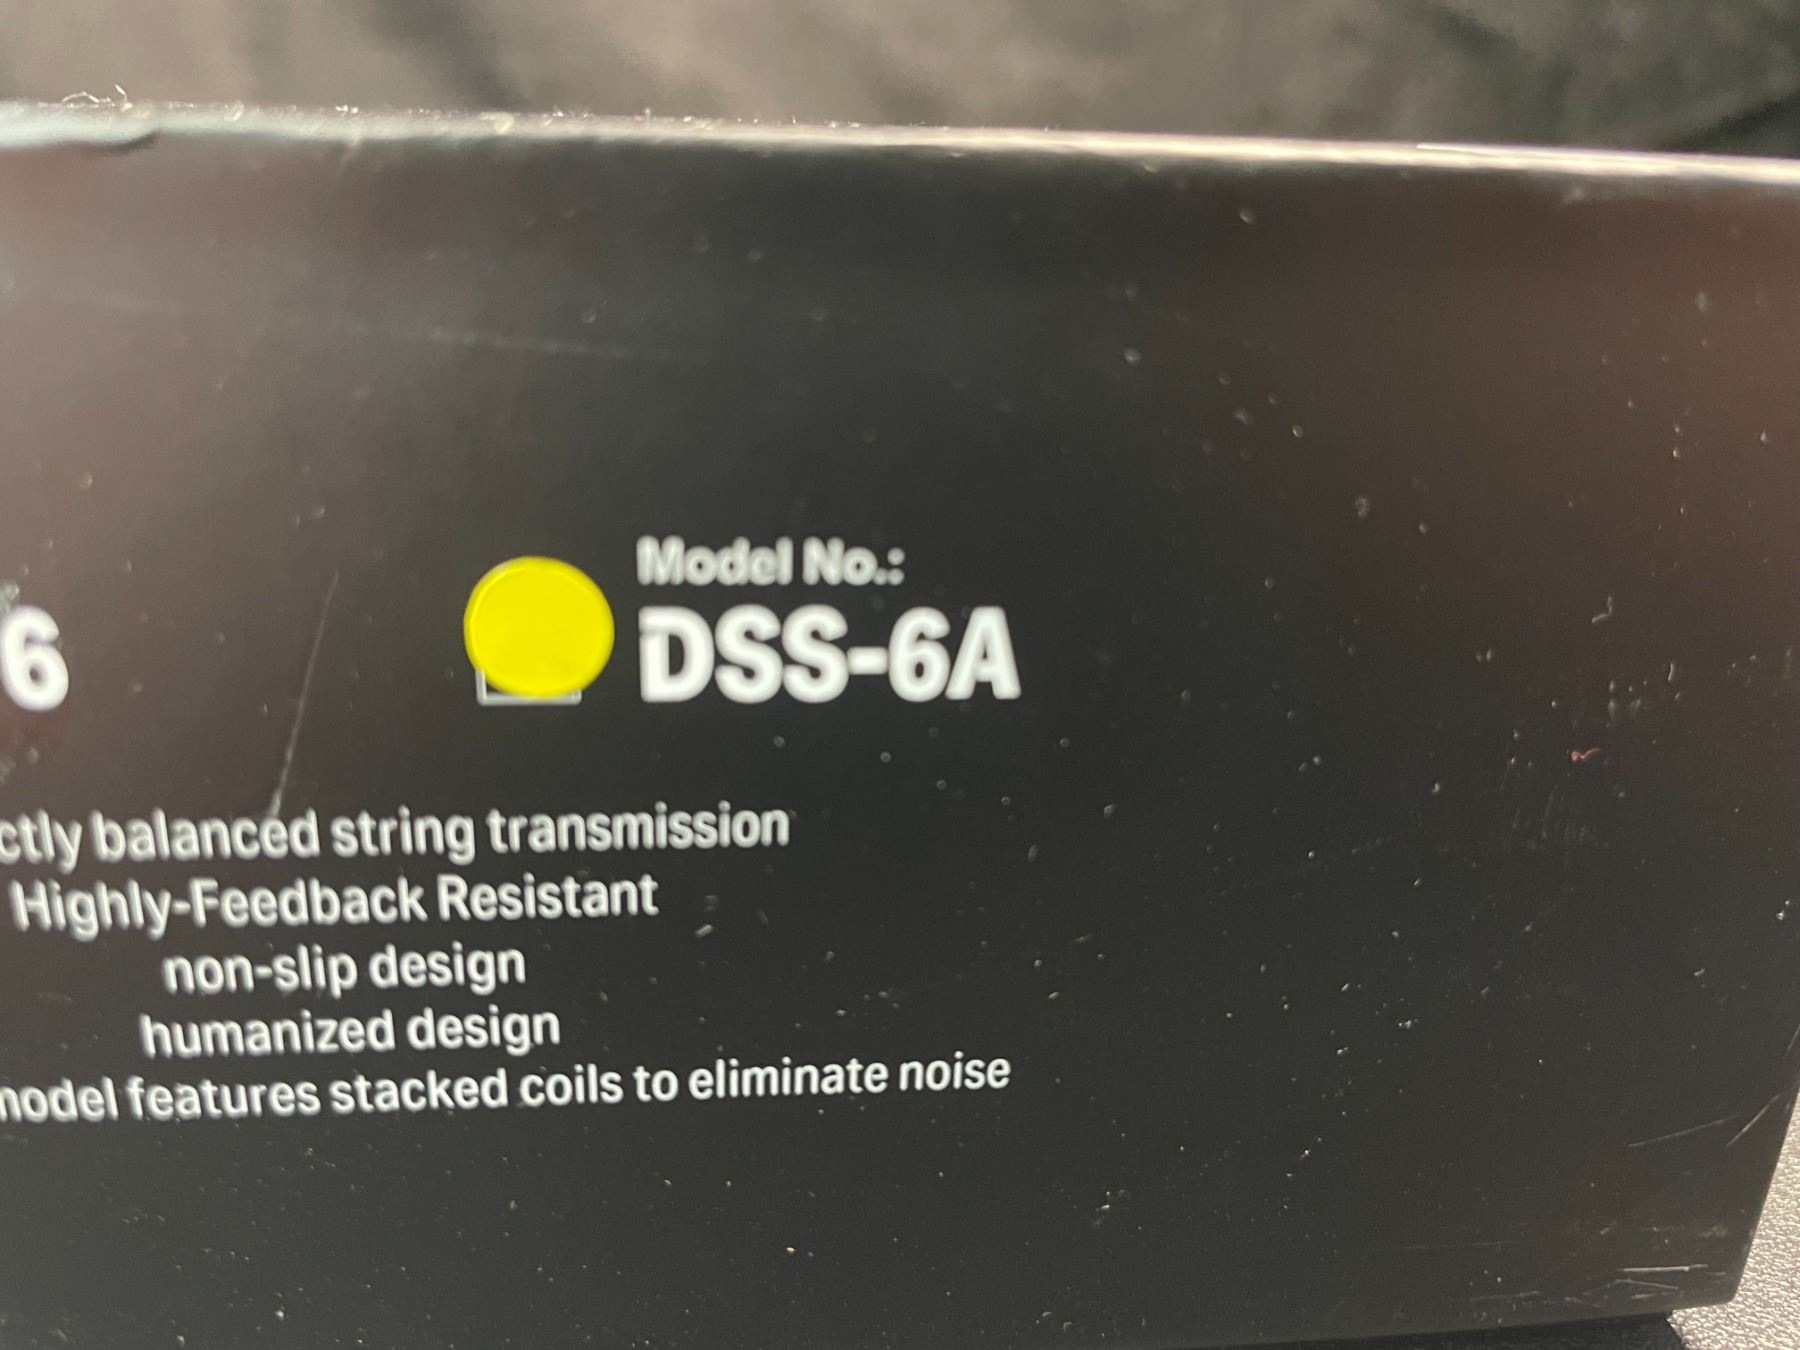 Model No.:
6 DSS-6A
ctly balanced string transmission
Highly-Feedback Resistant
non-slip design
humanized design
model features stacked coils to eliminate noise